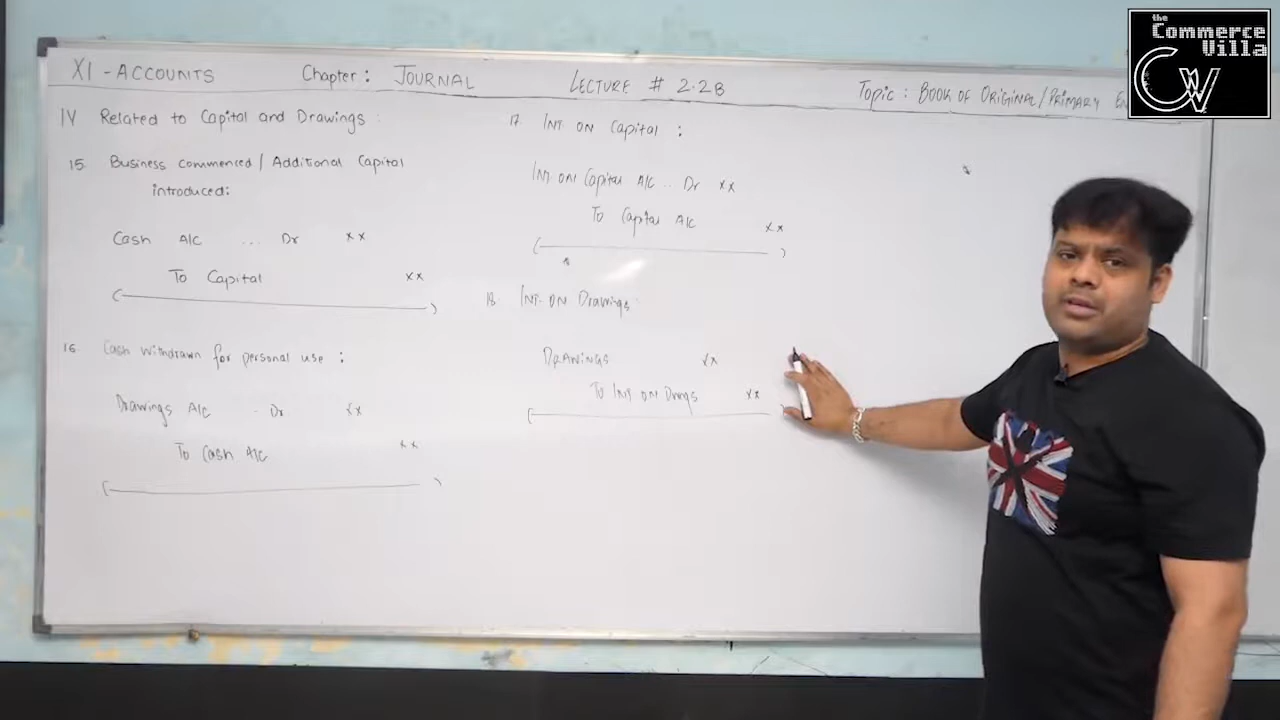 the
Commerce
Villa
CV
XI - ACCOUNTS Chapter : JOURNAL LECTURE # 2.2B Topic : BOOK OF ORIGINAL/PRIMARY
IV Related to Capital and Drawings :
15. Business commenced / Additional Capital
introduced:
Cash A/C ... Dr xx
To Capital xx
16. Cash withdrawn for personal use :
Drawings A/C . Dr xx
To Cash A/C xx
17. INT ON Capital :
INT. on Capital A/C .. Dr xx
To Capital A/C xx
18. INT. ON Drawings
DRAWINGS xx
To INT on Drwgs xx